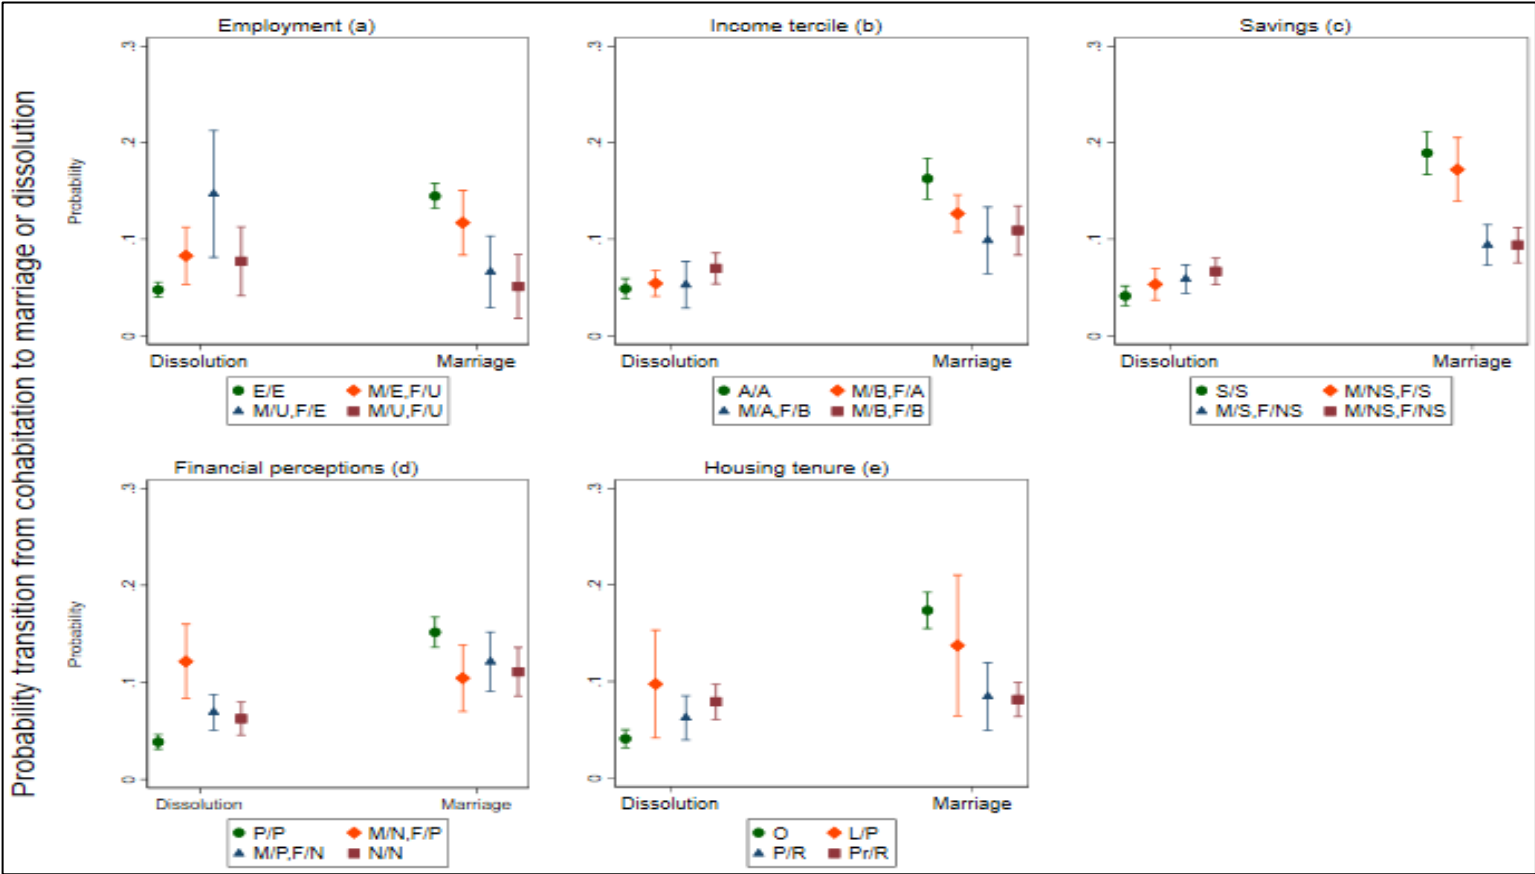 Probability transition from cohabitation to marriage or dissolution
Employment (a)
Probability
.3
.2
.1
0
Dissolution Marriage
E/E M/E,F/U
M/U,F/E M/U,F/U
Income tercile (b)
.3
.2
.1
0
Dissolution Marriage
A/A M/B,F/A
M/A,F/B M/B,F/B
Savings (c)
.3
.2
.1
0
Dissolution Marriage
S/S M/NS,F/S
M/S,F/NS M/NS,F/NS
Financial perceptions (d)
Probability
.3
.2
.1
0
Dissolution Marriage
P/P M/N,F/P
M/P,F/N N/N
Housing tenure (e)
.3
.2
.1
0
Dissolution Marriage
O L/P
P/R Pr/R